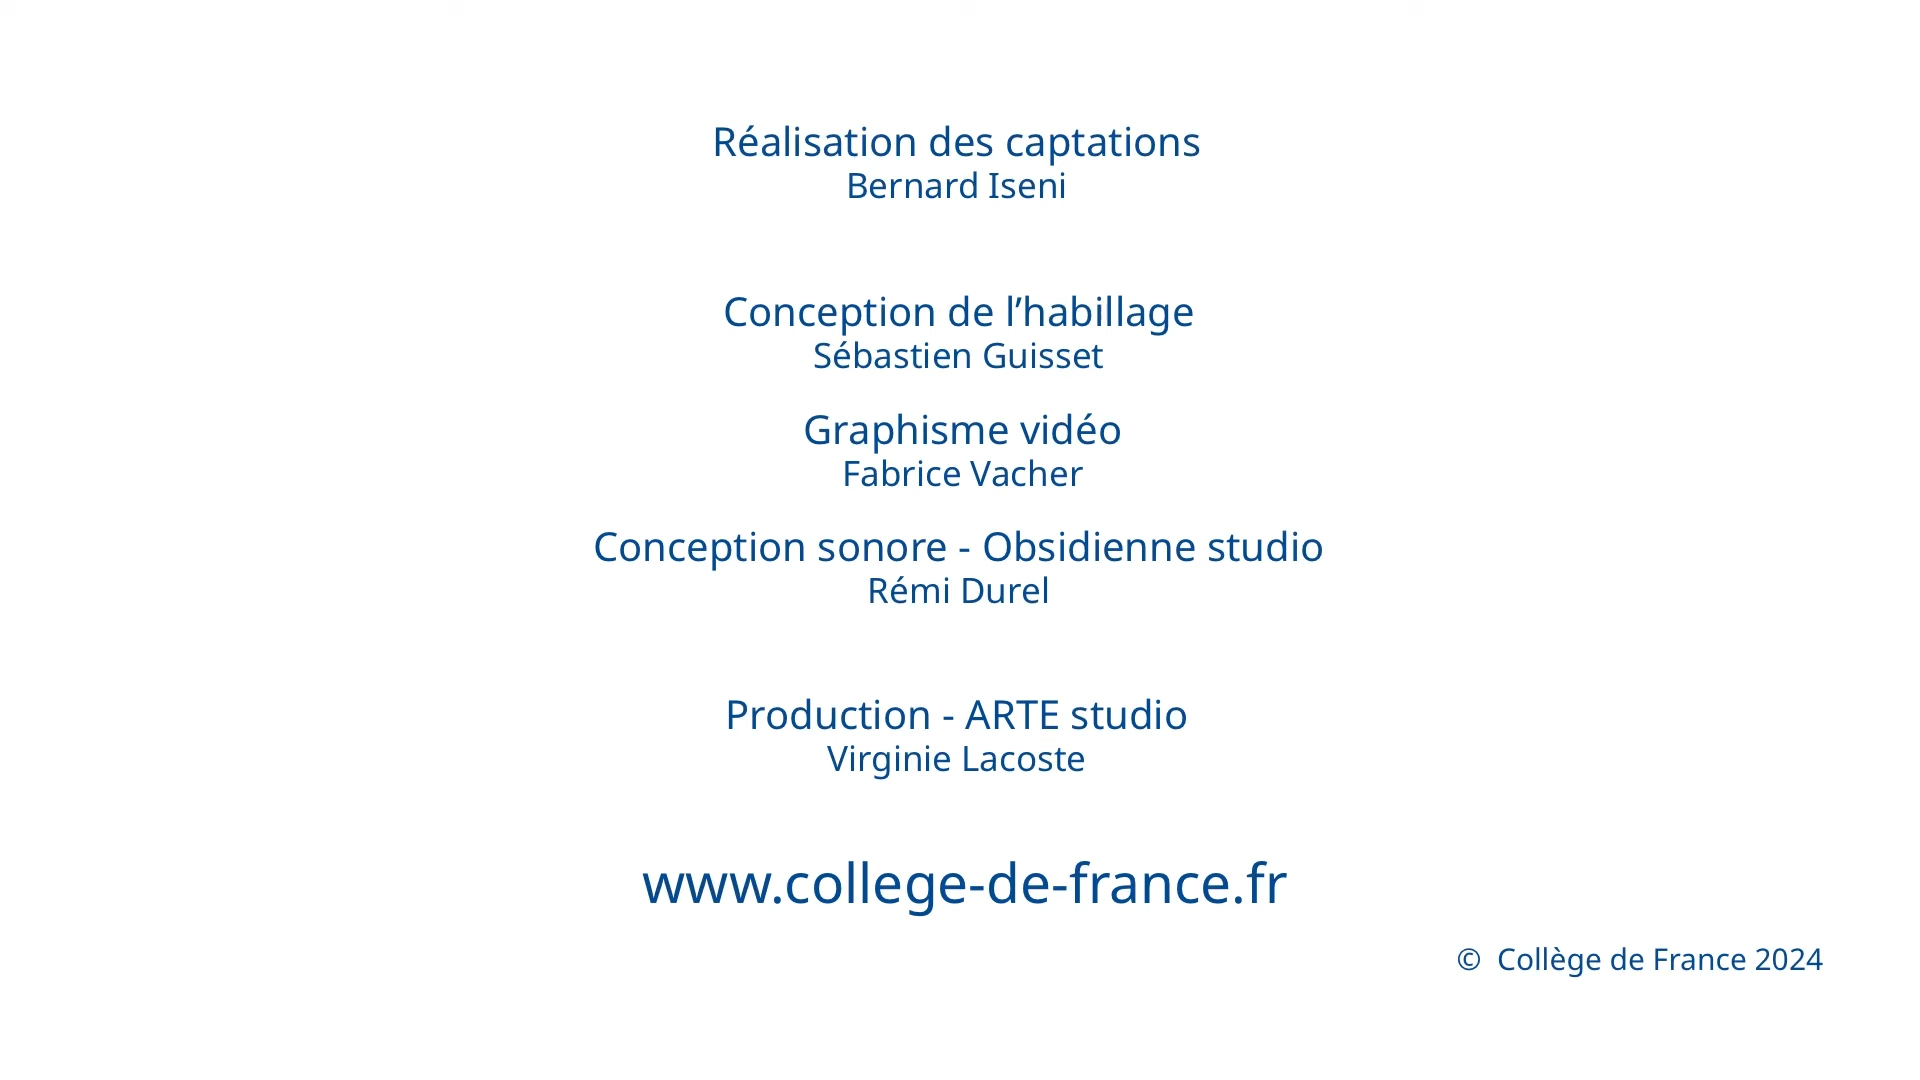 Réalisation des captations
Bernard Iseni
Conception de l’habillage
Sébastien Guisset
Graphisme vidéo
Fabrice Vacher
Conception sonore - Obsidienne studio
Rémi Durel
Production - ARTE studio
Virginie Lacoste
www.college-de-france.fr
© Collège de France 2024